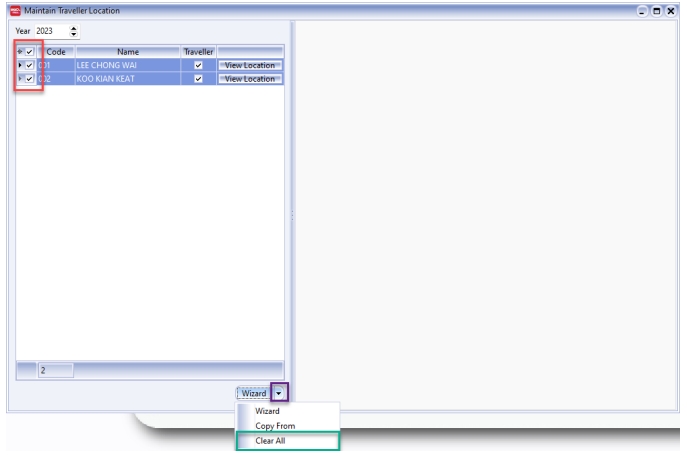 Maintain Traveller Location
Year 2023
Code Name Traveller
001 LEE CHONG WAI View Location
002 KOO KIAN KEAT View Location
2
Wizard
Wizard
Copy From
Clear All